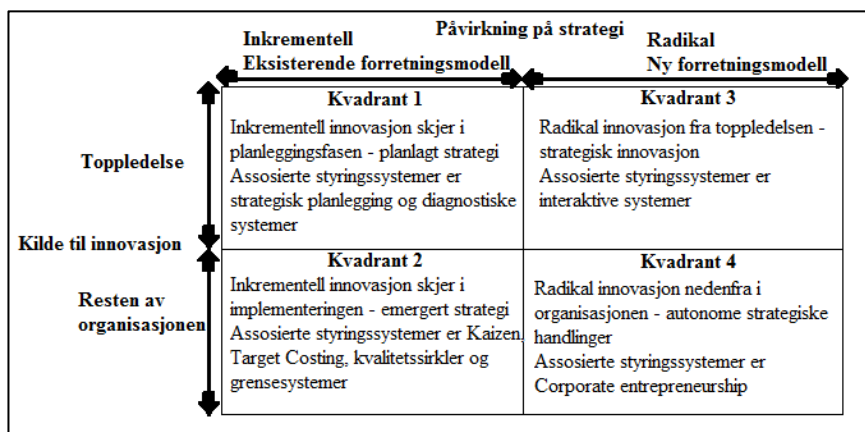 Påvirkning på strategi
Inkrementell
Eksisterende forretningsmodell
Radikal
Ny forretningsmodell
Toppledelse
Kvadrant 1
Inkrementell innovasjon skjer i
planleggingsfasen - planlagt strategi
Assosierte styringssystemer er
strategisk planlegging og diagnostiske
systemer
Kvadrant 3
Radikal innovasjon fra toppledelsen -
strategisk innovasjon
Assosierte styringssystemer er
interaktive systemer
Kilde til innovasjon
Resten av
organisasjonen
Kvadrant 2
Inkrementell innovasjon skjer i
implementeringen - emergert strategi
Assosierte styringssystemer er Kaizen,
Target Costing, kvalitetssirkler og
grensesystemer
Kvadrant 4
Radikal innovasjon nedenfra i
organisasjonen - autonome strategiske
handlinger
Assosierte styringssystemer er
Corporate entrepreneurship